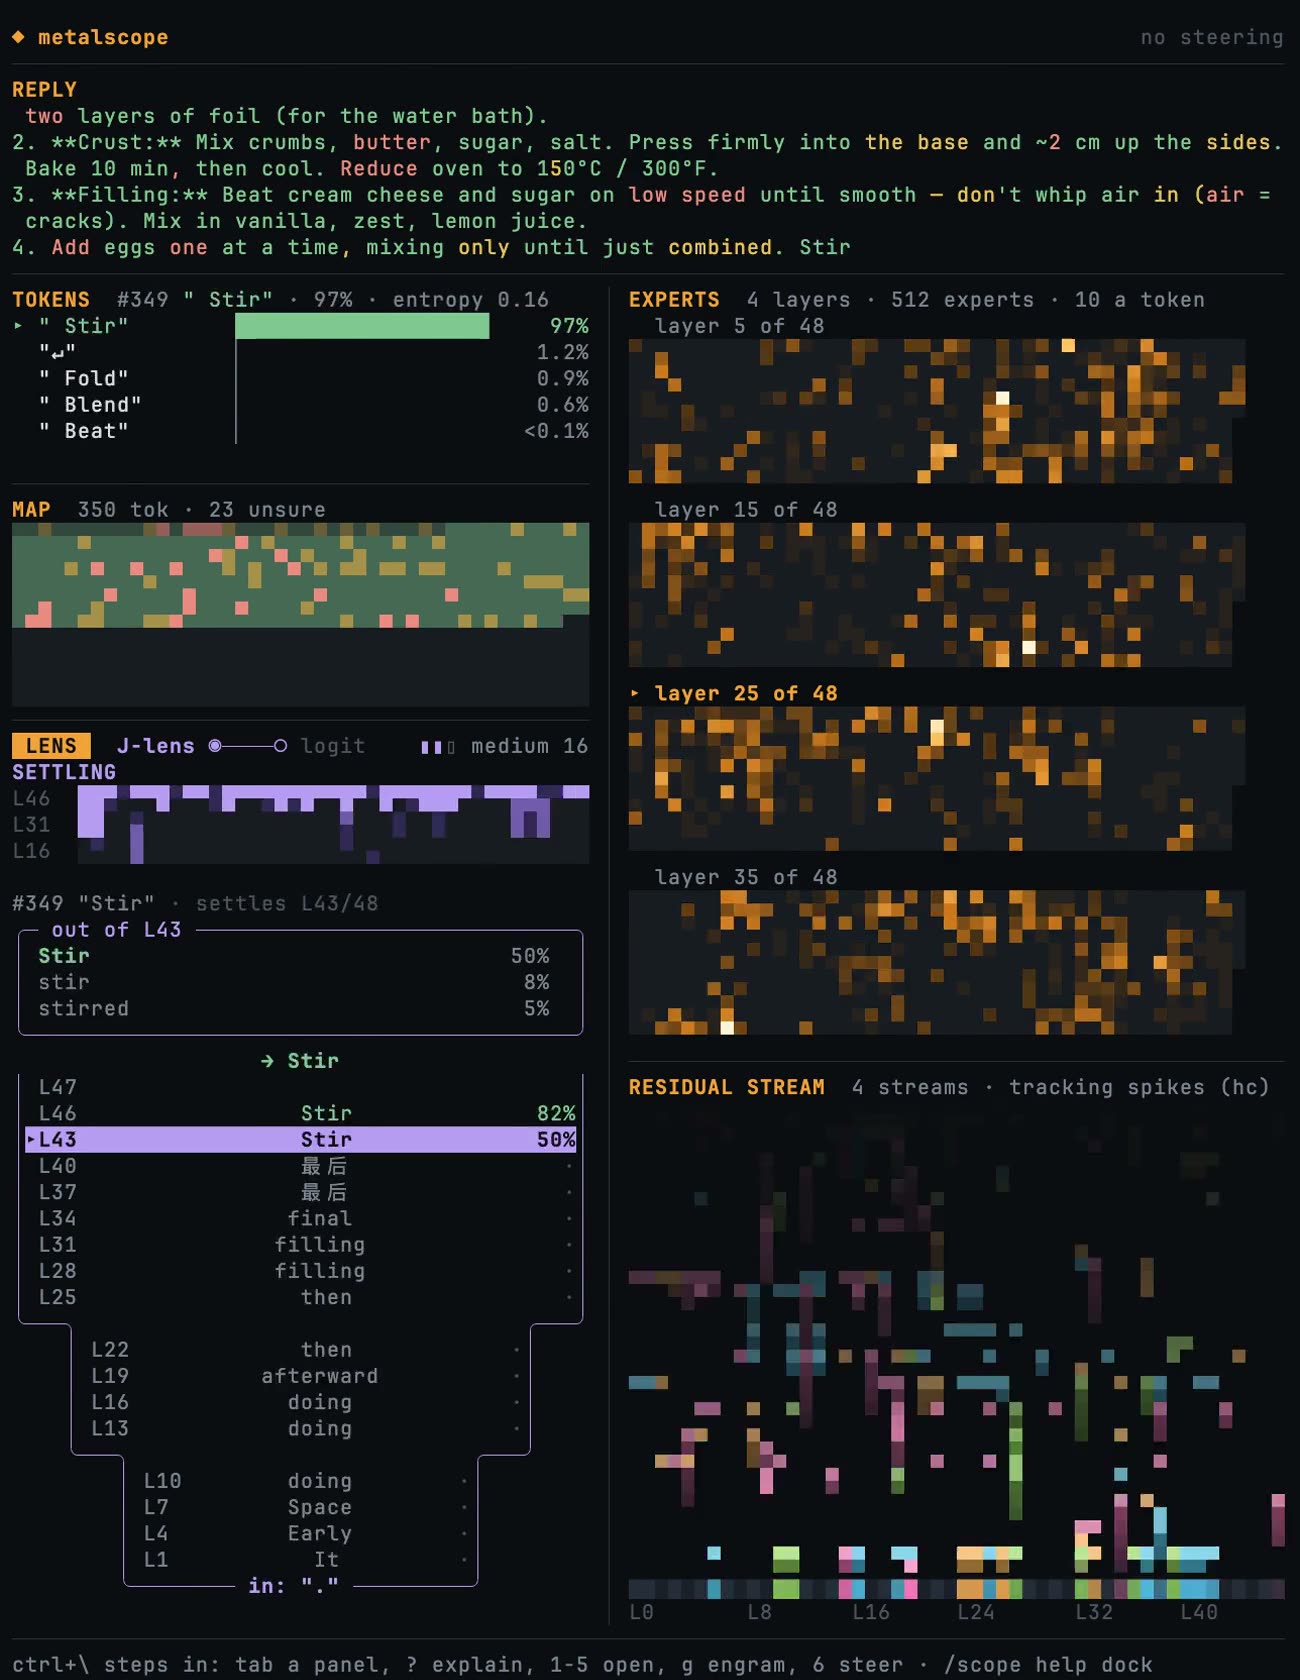 ◆ metalscope
no steering
REPLY
two layers of foil (for the water bath).
2. **Crust:** Mix crumbs, butter, sugar, salt. Press firmly into the base and ~2 cm up the sides.
Bake 10 min, then cool. Reduce oven to 150°C / 300°F.
3. **Filling:** Beat cream cheese and sugar on low speed until smooth — don't whip air in (air =
cracks). Mix in vanilla, zest, lemon juice.
4. Add eggs one at a time, mixing only until just combined. Stir
TOKENS #349 " Stir" · 97% · entropy 0.16
▸ " Stir" 97%
"↵" 1.2%
" Fold" 0.9%
" Blend" 0.6%
" Beat" <0.1%
MAP 350 tok · 23 unsure
LENS J-lens logit medium 16
SETTLING
L46
L31
L16
#349 "Stir" · settles L43/48
out of L43
Stir 50%
stir 8%
stirred 5%
→ Stir
L47
L46 Stir 82%
▸L43 Stir 50%
L40 最后 ·
L37 最后 ·
L34 final ·
L31 filling ·
L28 filling ·
L25 then ·
L22 then ·
L19 afterward ·
L16 doing ·
L13 doing ·
L10 doing ·
L7 Space ·
L4 Early ·
L1 It ·
in: "."
EXPERTS 4 layers · 512 experts · 10 a token
layer 5 of 48
layer 15 of 48
▸ layer 25 of 48
layer 35 of 48
RESIDUAL STREAM 4 streams · tracking spikes (hc)
L0 L8 L16 L24 L32 L40
ctrl+\ steps in: tab a panel, ? explain, 1-5 open, g engram, 6 steer · /scope help dock